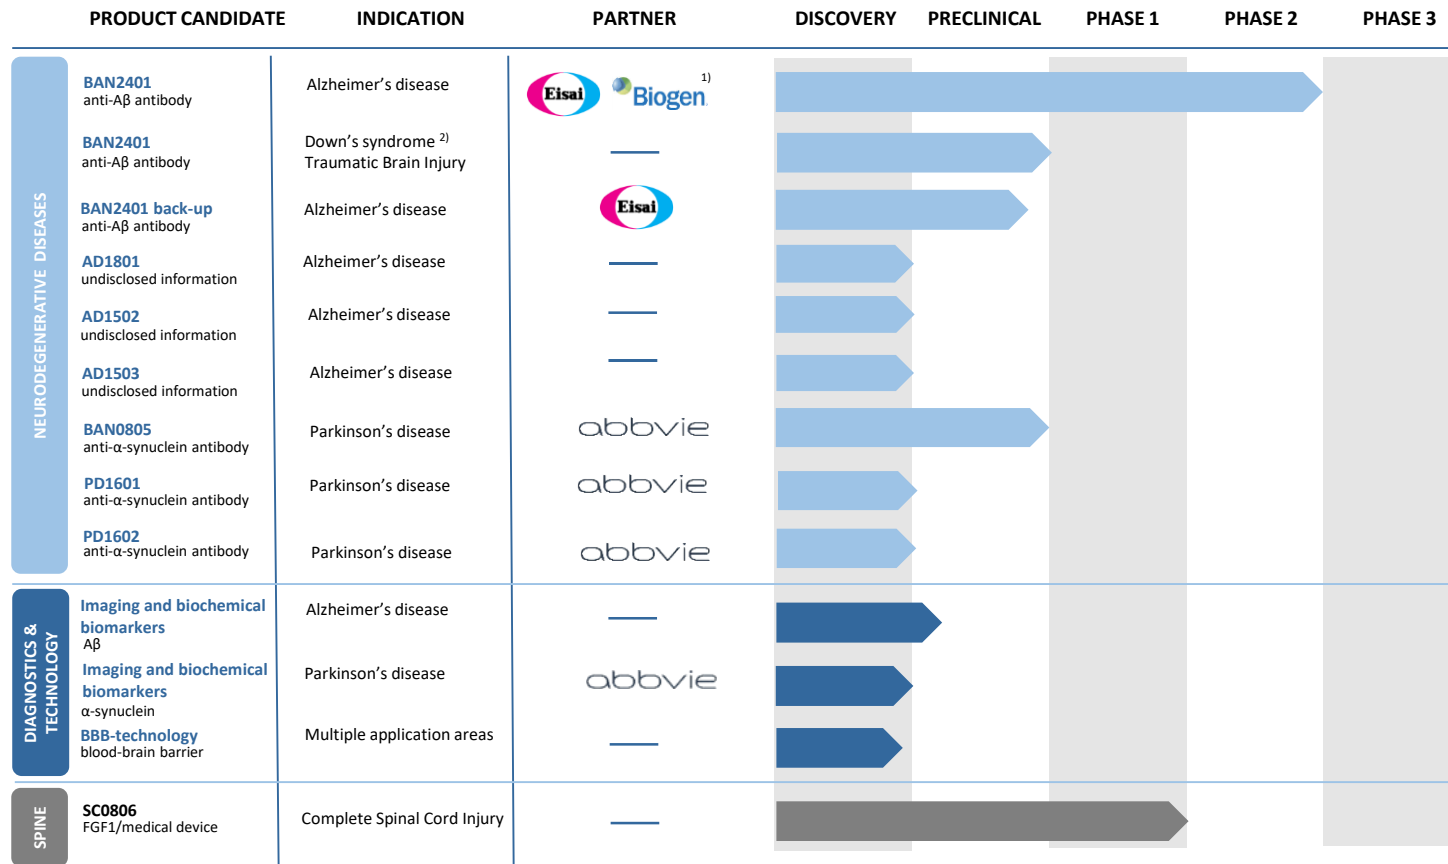 PRODUCT CANDIDATE INDICATION PARTNER DISCOVERY PRECLINICAL PHASE 1 PHASE 2 PHASE 3
NEURODEGENERATIVE DISEASES
BAN2401
anti-Aβ antibody
Alzheimer's disease
Eisai
Biogen
1)
BAN2401
anti-Aβ antibody
Down's syndrome 2)
Traumatic Brain Injury
BAN2401 back-up
anti-Aβ antibody
Alzheimer's disease
Eisai
AD1801
undisclosed information
Alzheimer's disease
AD1502
undisclosed information
Alzheimer's disease
AD1503
undisclosed information
Alzheimer's disease
BAN0805
anti-α-synuclein antibody
Parkinson's disease
abbvie
PD1601
anti-α-synuclein antibody
Parkinson's disease
abbvie
PD1602
anti-α-synuclein antibody
Parkinson's disease
abbvie
DIAGNOSTICS &
TECHNOLOGY
Imaging and biochemical
biomarkers
Aβ
Alzheimer's disease
Imaging and biochemical
biomarkers
α-synuclein
Parkinson's disease
abbvie
BBB-technology
blood-brain barrier
Multiple application areas
SPINE
SC0806
FGF1/medical device
Complete Spinal Cord Injury